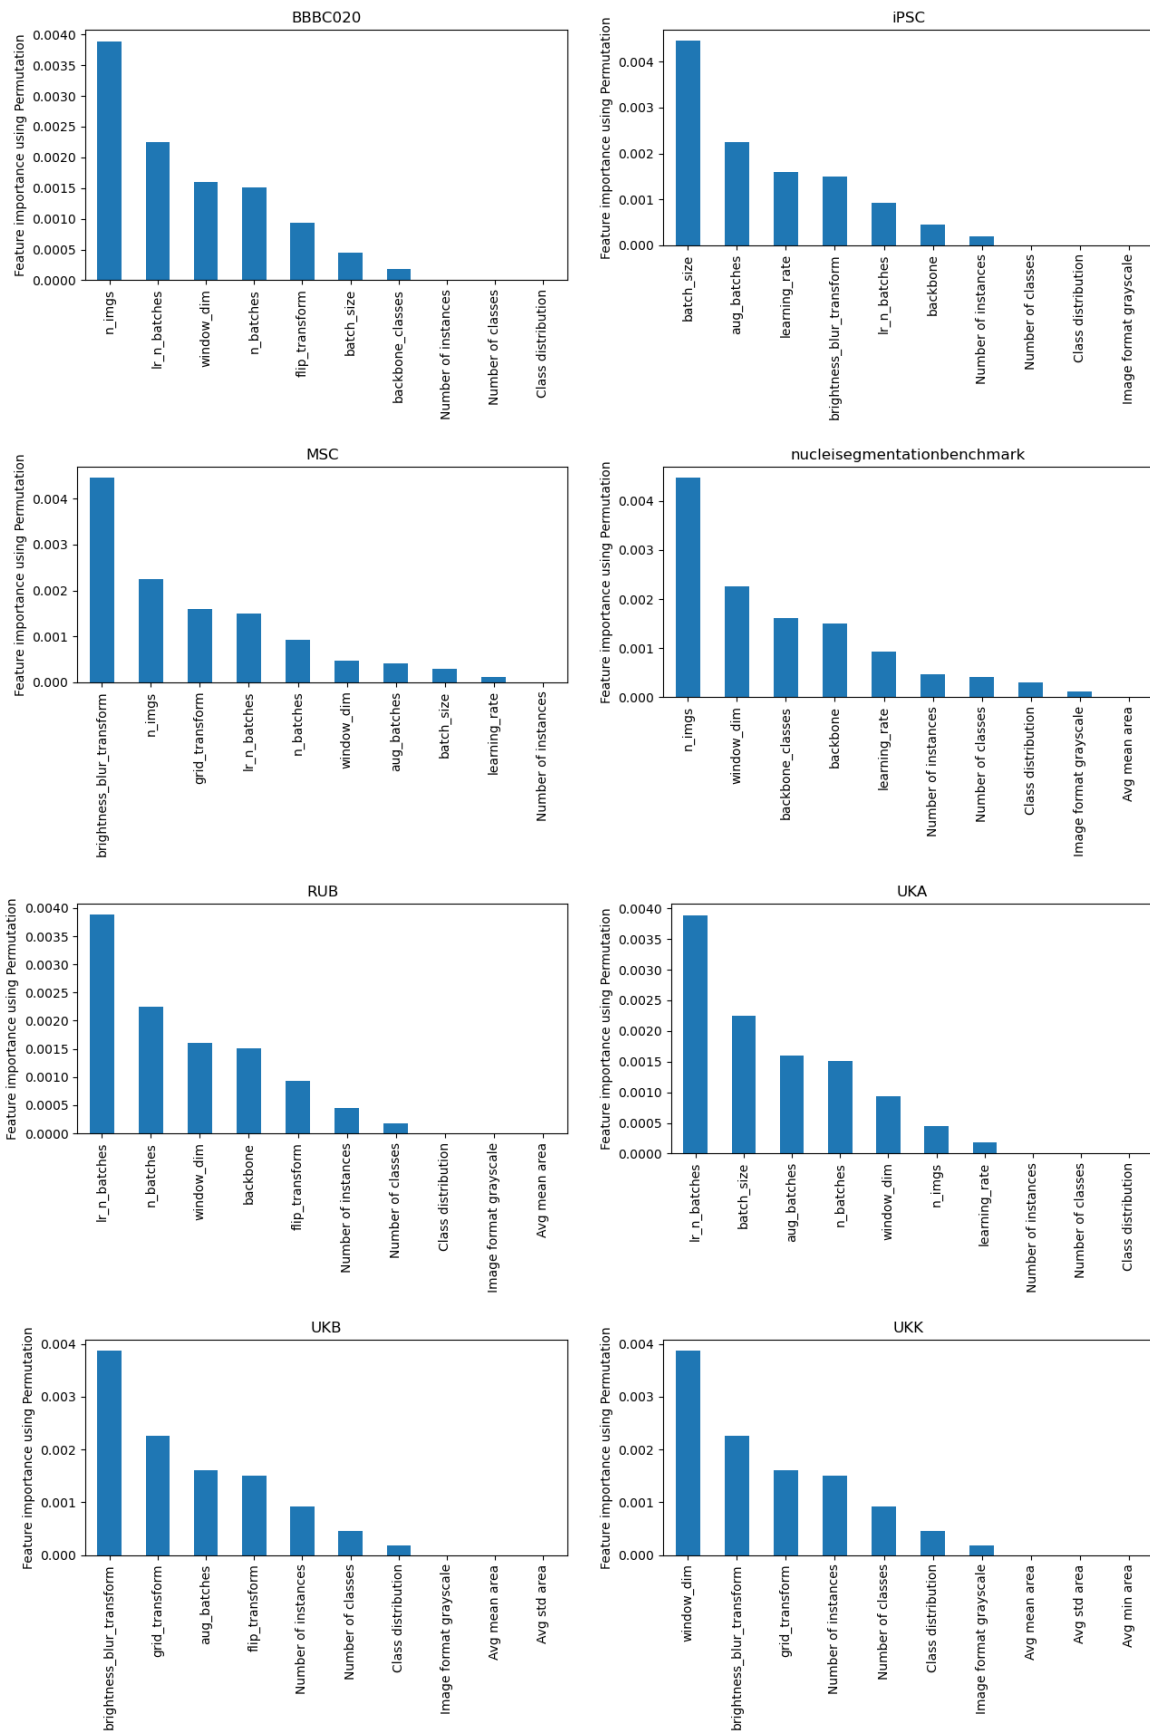 BBBC020
Feature importance using Permutation
0.0040
0.0035
0.0030
0.0025
0.0020
0.0015
0.0010
0.0005
0.0000
n_imgs
lr_n_batches
window_dim
n_batches
flip_transform
batch_size
backbone_classes
Number of instances
Number of classes
Class distribution
iPSC
Feature importance using Permutation
0.004
0.003
0.002
0.001
0.000
batch_size
aug_batches
learning_rate
brightness_blur_transform
lr_n_batches
backbone
Number of instances
Number of classes
Class distribution
Image format grayscale
MSC
Feature importance using Permutation
0.004
0.003
0.002
0.001
0.000
brightness_blur_transform
n_imgs
grid_transform
lr_n_batches
n_batches
window_dim
aug_batches
batch_size
learning_rate
Number of instances
nucleisegmentationbenchmark
Feature importance using Permutation
0.004
0.003
0.002
0.001
0.000
n_imgs
window_dim
backbone_classes
backbone
learning_rate
Number of instances
Number of classes
Class distribution
Image format grayscale
Avg mean area
RUB
Feature importance using Permutation
0.0040
0.0035
0.0030
0.0025
0.0020
0.0015
0.0010
0.0005
0.0000
lr_n_batches
n_batches
window_dim
backbone
flip_transform
Number of instances
Number of classes
Class distribution
Image format grayscale
Avg mean area
UKA
Feature importance using Permutation
0.0040
0.0035
0.0030
0.0025
0.0020
0.0015
0.0010
0.0005
0.0000
lr_n_batches
batch_size
aug_batches
n_batches
window_dim
n_imgs
learning_rate
Number of instances
Number of classes
Class distribution
UKB
Feature importance using Permutation
0.004
0.003
0.002
0.001
0.000
brightness_blur_transform
grid_transform
aug_batches
flip_transform
Number of instances
Number of classes
Class distribution
Image format grayscale
Avg mean area
Avg std area
UKK
Feature importance using Permutation
0.004
0.003
0.002
0.001
0.000
window_dim
brightness_blur_transform
grid_transform
Number of instances
Number of classes
Class distribution
Image format grayscale
Avg mean area
Avg std area
Avg min area